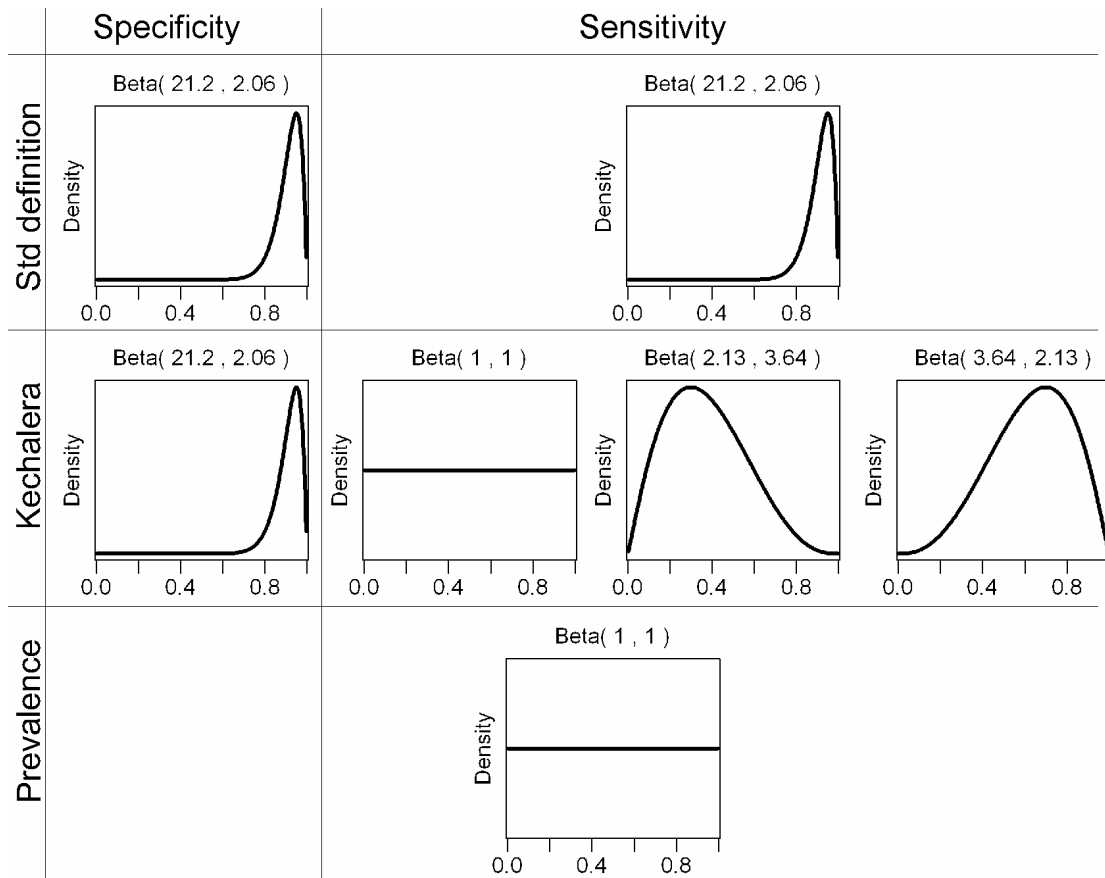 Specificity
Sensitivity
Std definition
Beta( 21.2 , 2.06 )
Density
0.0 0.4 0.8
Beta( 21.2 , 2.06 )
Density
0.0 0.4 0.8
Kechalera
Beta( 21.2 , 2.06 )
Density
0.0 0.4 0.8
Beta( 1 , 1 )
Density
0.0 0.4 0.8
Beta( 2.13 , 3.64 )
Density
0.0 0.4 0.8
Beta( 3.64 , 2.13 )
Density
0.0 0.4 0.8
Prevalence
Beta( 1 , 1 )
Density
0.0 0.4 0.8